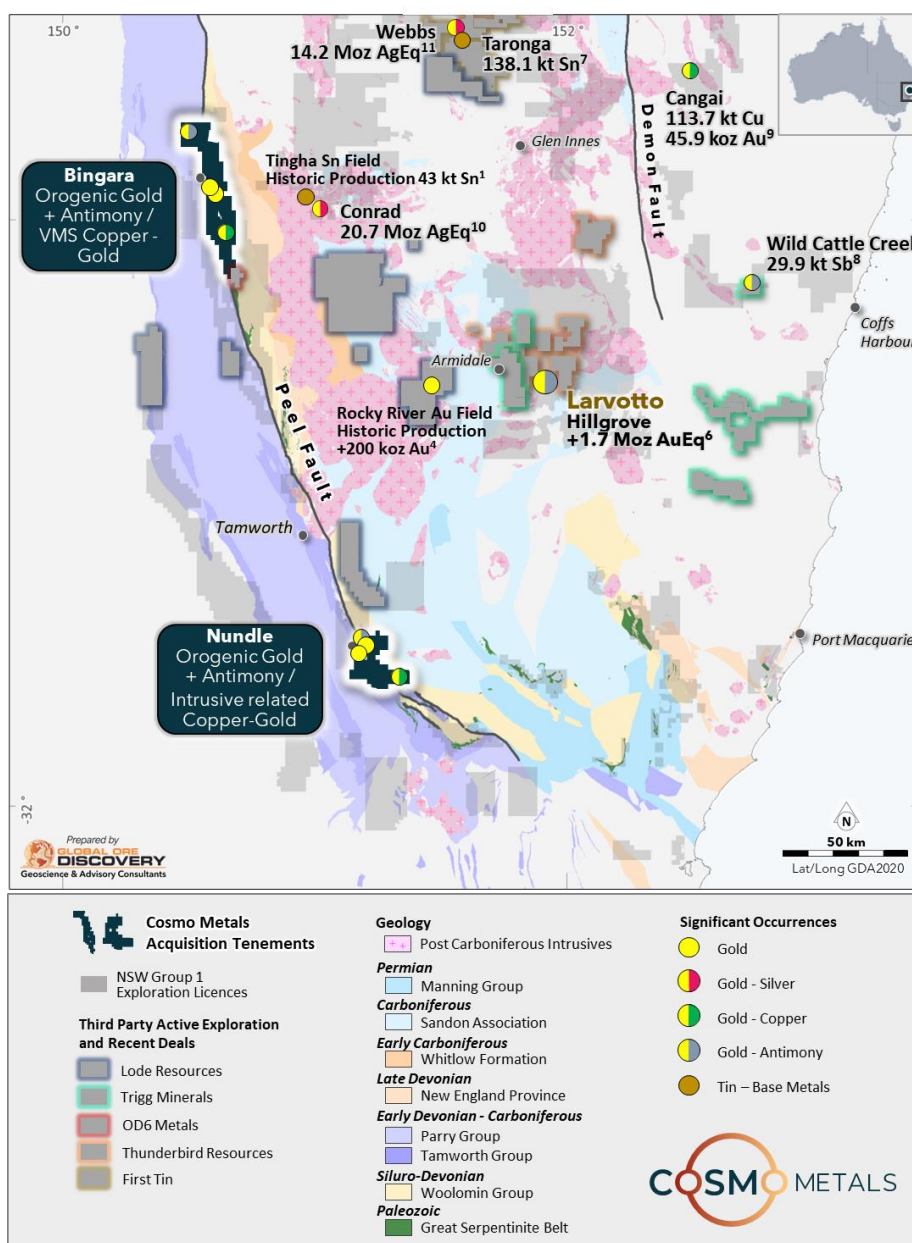 150 °
152 °
Webbs
14.2 Moz AgEq¹¹
Taronga
138.1 kt Sn⁷
Cangai
113.7 kt Cu
45.9 koz Au⁹
Glen Innes
Demon Fault
Bingara
Orogenic Gold
+ Antimony /
VMS Copper -
Gold
Tingha Sn Field
Historic Production 43 kt Sn¹
Conrad
20.7 Moz AgEq¹⁰
Wild Cattle Creek
29.9 kt Sb⁸
Coffs
Harbour
Armidale
Larvotto
Hillgrove
+1.7 Moz AuEq⁶
Rocky River Au Field
Historic Production
+200 koz Au⁴
Peel Fault
Tamworth
Nundle
Orogenic Gold
+ Antimony /
Intrusive related
Copper-Gold
Port Macquarie
-32°
Prepared by
GLOBAL ORE
DISCOVERY
Geoscience & Advisory Consultants
N
50 km
Lat/Long GDA2020
Cosmo Metals
Acquisition Tenements
NSW Group 1
Exploration Licences
Third Party Active Exploration
and Recent Deals
Lode Resources
Trigg Minerals
OD6 Metals
Thunderbird Resources
First Tin
Geology
Post Carboniferous Intrusives
Permian
Manning Group
Carboniferous
Sandon Association
Early Carboniferous
Whitlow Formation
Late Devonian
New England Province
Early Devonian - Carboniferous
Parry Group
Tamworth Group
Siluro-Devonian
Woolomin Group
Paleozoic
Great Serpentinite Belt
Significant Occurrences
Gold
Gold - Silver
Gold - Copper
Gold - Antimony
Tin – Base Metals
COSMO METALS